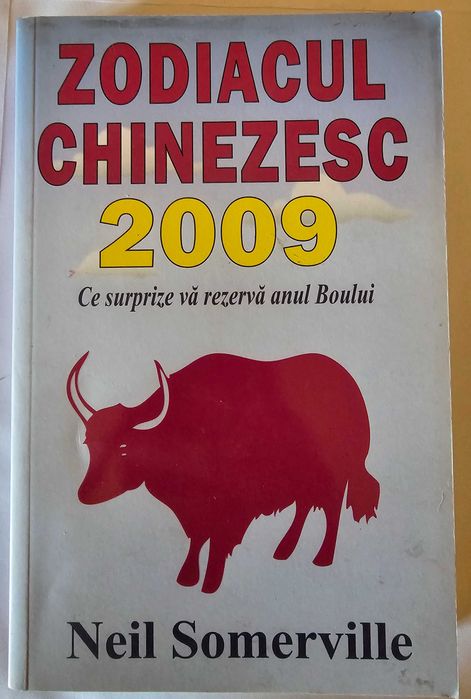 ZODIACUL
CHINEZESC
2009
Ce surprize vă rezervă anul Boului
Neil Somerville